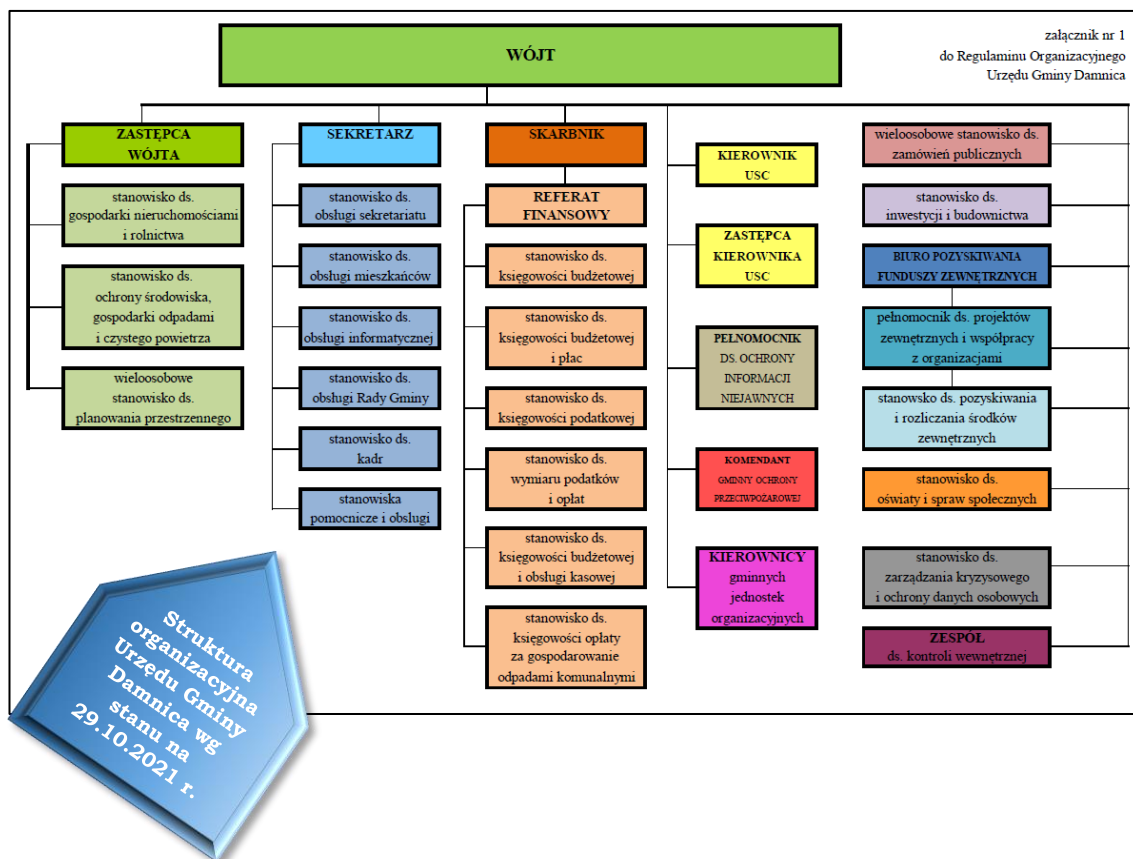 WÓJT
załącznik nr 1
do Regulaminu Organizacyjnego
Urzędu Gminy Damnica
ZASTĘPCA
WÓJTA
stanowisko ds.
gospodarki nieruchomościami
i rolnictwa
stanowisko ds.
ochrony środowiska,
gospodarki odpadami
i czystego powietrza
wieloosobowe
stanowisko ds.
planowania przestrzennego
SEKRETARZ
stanowisko ds.
obsługi sekretariatu
stanowisko ds.
obsługi mieszkańców
stanowisko ds.
obsługi informatycznej
stanowisko ds.
obsługi Rady Gminy
stanowisko ds.
kadr
stanowiska
pomocnicze i obsługi
SKARBNIK
REFERAT
FINANSOWY
stanowisko ds.
księgowości budżetowej
stanowisko ds.
księgowości budżetowej
i płac
stanowisko ds.
księgowości podatkowej
stanowisko ds.
wymiaru podatków
i opłat
stanowisko ds.
księgowości budżetowej
i obsługi kasowej
stanowisko ds.
księgowości opłaty
za gospodarowanie
odpadami komunalnymi
KIEROWNIK
USC
ZASTĘPCA
KIEROWNIKA
USC
PEŁNOMOCNIK
DS. OCHRONY
INFORMACJI
NIEJAWNYCH
KOMENDANT
GMINNY OCHRONY
PRZECIWPOŻAROWEJ
KIEROWNICY
gminnych
jednostek
organizacyjnych
wieloosobowe stanowisko ds.
zamówień publicznych
stanowisko ds.
inwestycji i budownictwa
BIURO POZYSKIWANIA
FUNDUSZY ZEWNĘTRZNYCH
pełnomocnik ds. projektów
zewnętrznych i współpracy
z organizacjami
stanowsko ds. pozyskiwania
i rozliczania środków
zewnętrznych
stanowisko ds.
oświaty i spraw społecznych
stanowisko ds.
zarządzania kryzysowego
i ochrony danych osobowych
ZESPÓŁ
ds. kontroli wewnętrznej
Struktura
organizacyjna
Urzędu Gminy
Damnica wg
stanu na
29.10.2021 r.